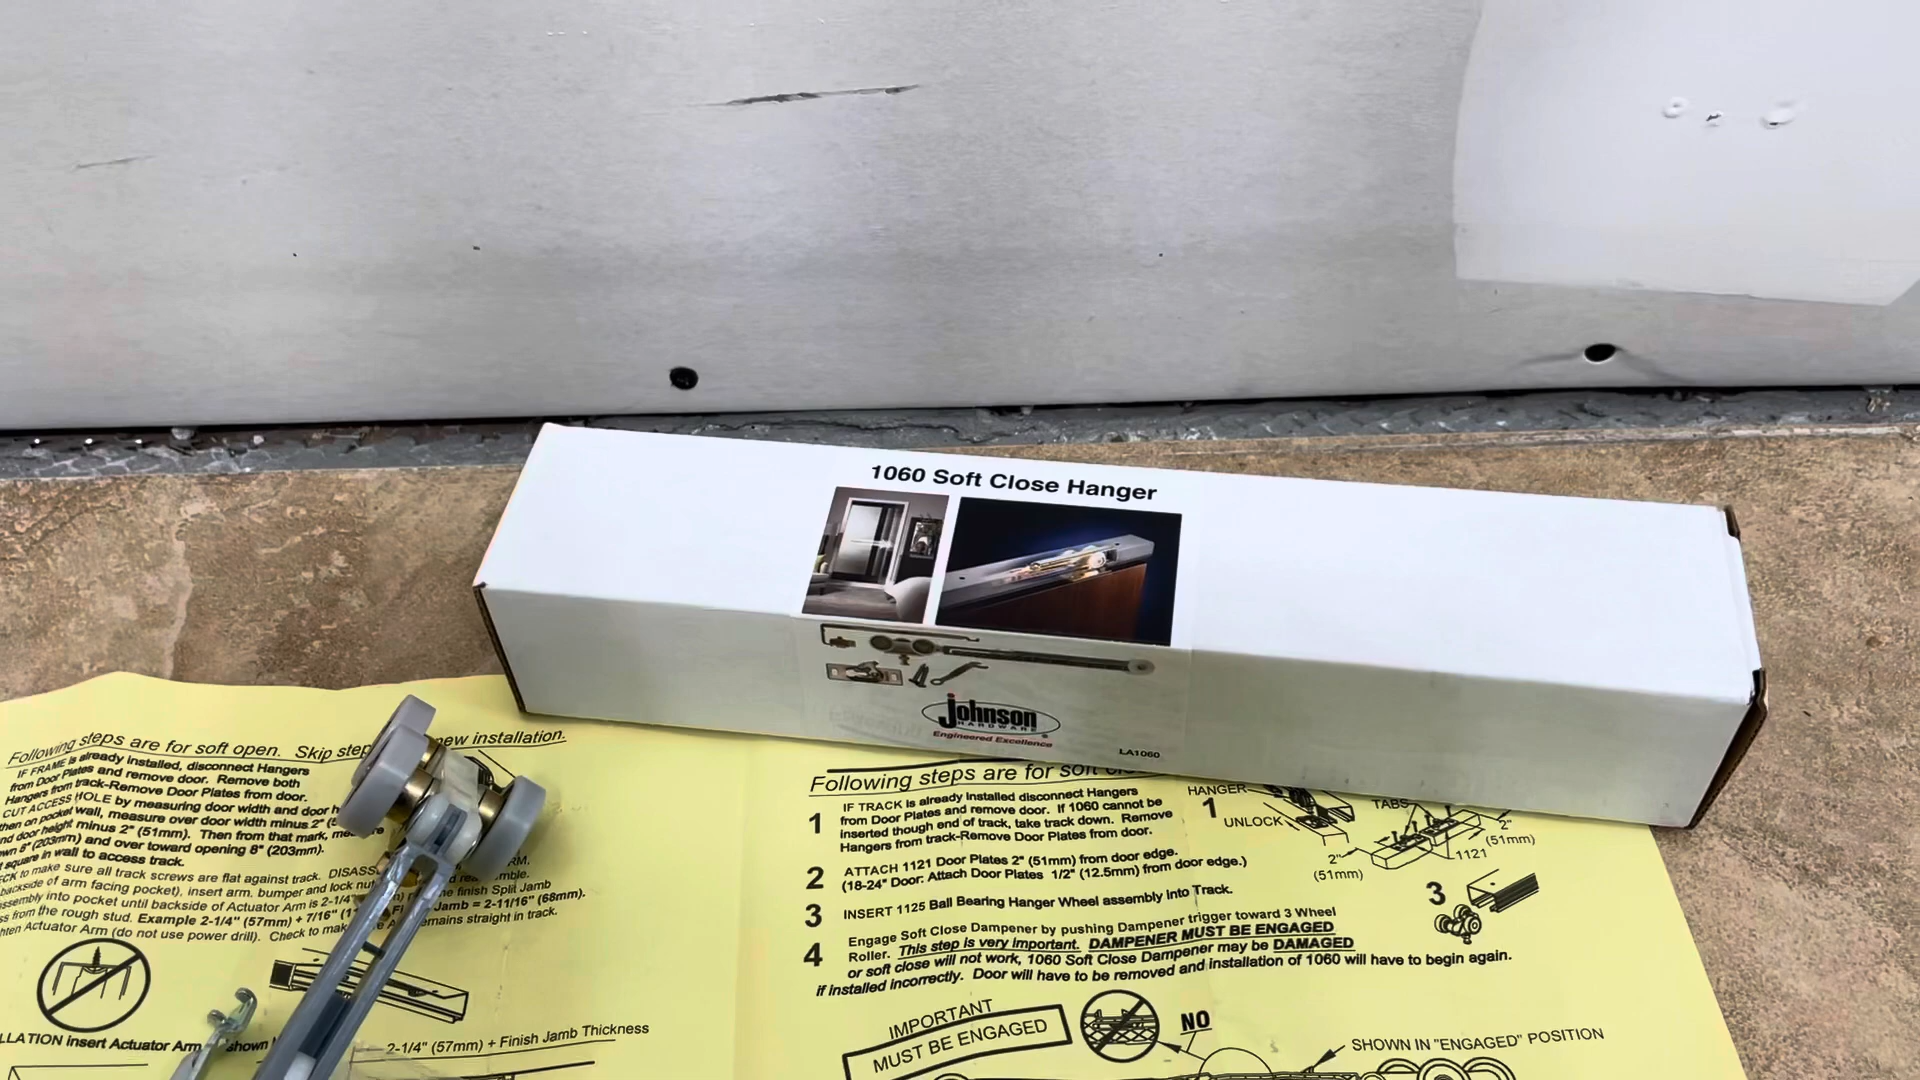 1060 Soft Close Hanger
johnson
HARDWARE
Engineered Excellence
LA1060
Following steps are for soft open. Skip step
new installation.
IF FRAME is already installed, disconnect Hangers
from Door Plates and remove door. Remove both
Hangers from track-Remove Door Plates from door.
CUT ACCESS HOLE by measuring door width and door h
then on pocket wall, measure over door width minus 2"
nd door height minus 2" (51mm). Then from that mark,
wn 8" (203mm) and over toward opening 8" (203mm).
square in wall to access track.
ECK to make sure all track screws are flat against track.
backside of arm facing pocket), insert arm, bumper and lock nut
assembly into pocket until backside of Actuator Arm is 2-1/4"
finish Split Jamb
ss from the rough stud. Example 2-1/4" (57mm) + 7/16"
Jamb = 2-11/16" (68mm).
hten Actuator Arm (do not use power drill). Check to
remains straight in track.
LLATION insert Actuator Arm
shown
2-1/4" (57mm) + Finish Jamb Thickness
Following steps are for soft
1 IF TRACK is already installed disconnect Hangers
from Door Plates and remove door. If 1060 cannot be
inserted though end of track, take track down. Remove
Hangers from track-Remove Door Plates from door.
2 ATTACH 1121 Door Plates 2" (51mm) from door edge.
(18-24" Door: Attach Door Plates 1/2" (12.5mm) from door edge.)
3 INSERT 1125 Ball Bearing Hanger Wheel assembly into Track.
4 Engage Soft Close Dampener by pushing Dampener trigger toward 3 Wheel
Roller. This step is very important. DAMPENER MUST BE ENGAGED
or soft close will not work, 1060 Soft Close Dampener may be DAMAGED
if installed incorrectly. Door will have to be removed and installation of 1060 will have to begin again.
HANGER
1
UNLOCK
TABS
2"
(51mm)
1121
2"
(51mm)
3
IMPORTANT
MUST BE ENGAGED
NO
SHOWN IN "ENGAGED" POSITION